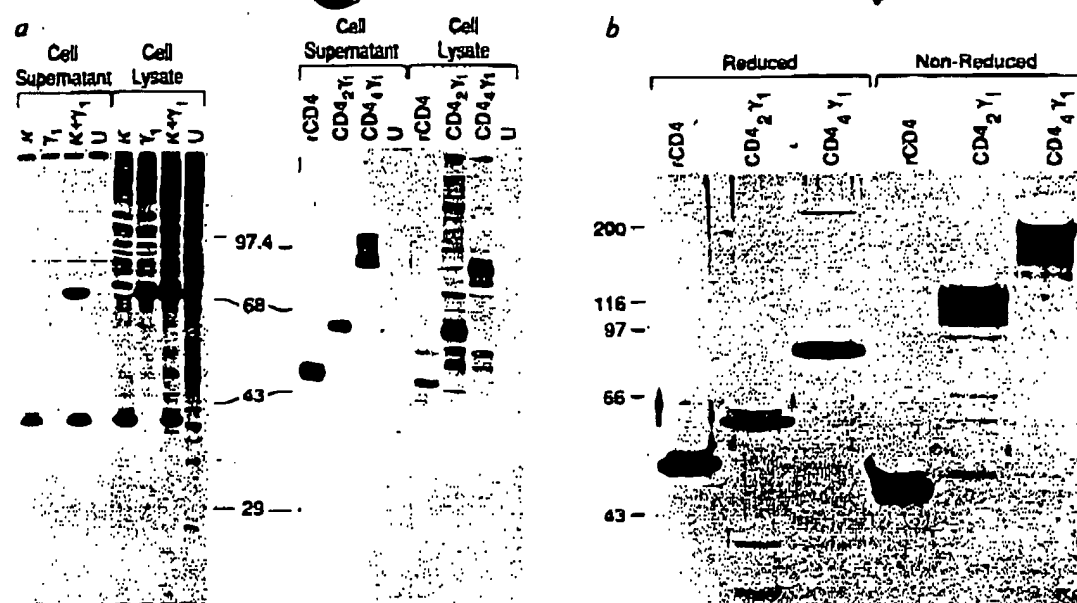 a
Cell Supernatant
Cell Lysate
κ
γ1
κ+γ1
U
κ
γ1
κ+γ1
U
Cell Supernatant
Cell Lysate
rCD4
CD42γ1
CD44γ1
U
rCD4
CD42γ1
CD44γ1
U
97.4
68
43
29
b
Reduced
Non-Reduced
rCD4
CD42γ1
CD44γ1
rCD4
CD42γ1
CD44γ1
200
116
97
66
43